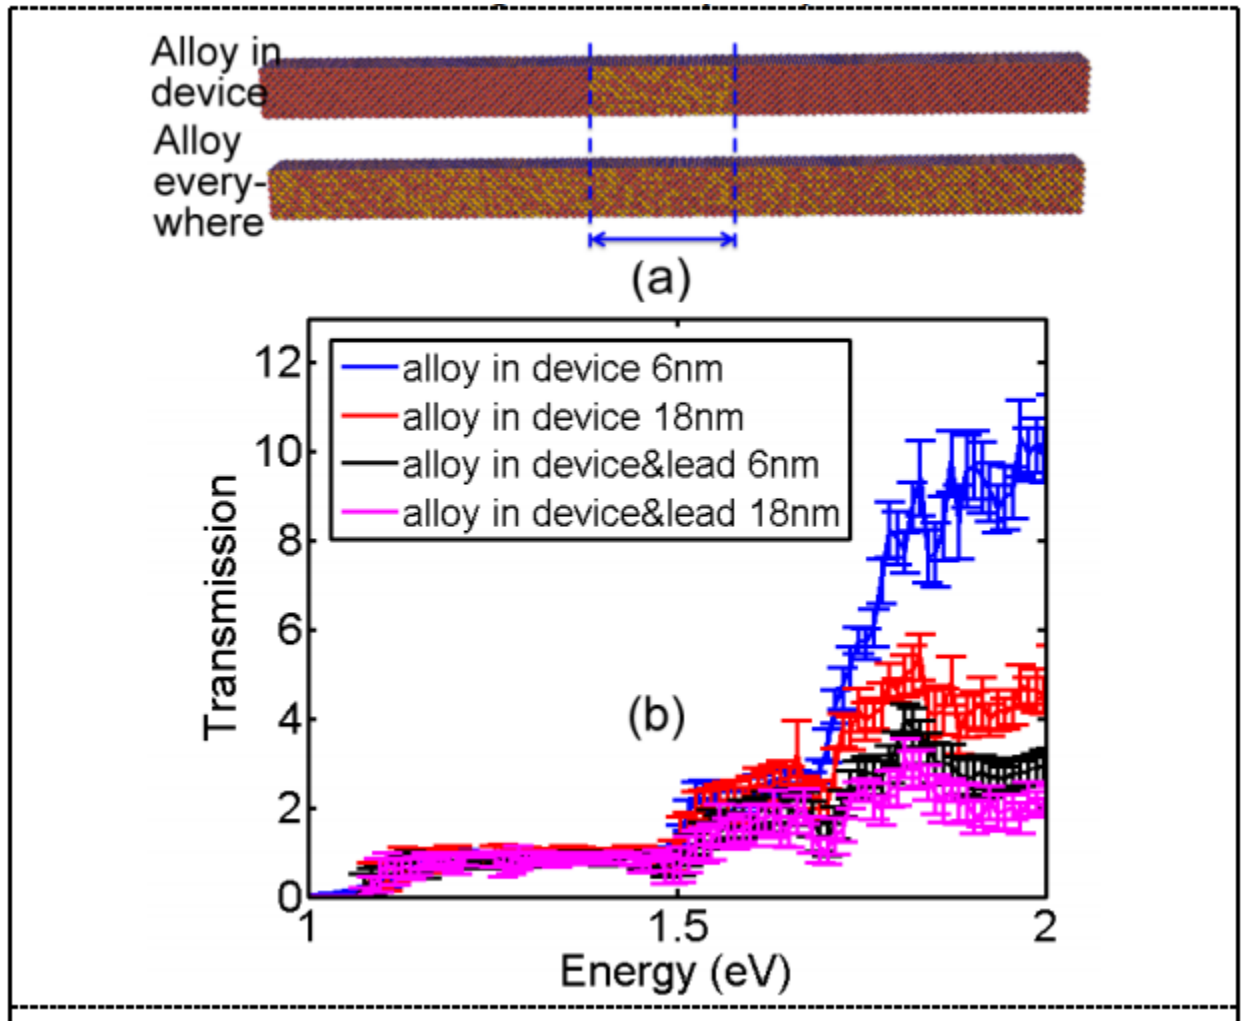 Alloy in
device
Alloy
every-
where
(a)
12
10
8
6
4
2
0
Transmission
alloy in device 6nm
alloy in device 18nm
alloy in device&lead 6nm
alloy in device&lead 18nm
(b)
1
1.5
2
Energy (eV)